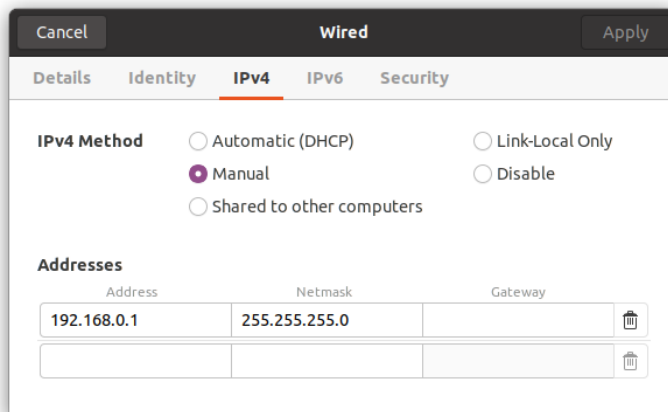 Cancel Wired Apply
Details Identity IPv4 IPv6 Security
IPv4 Method Automatic (DHCP) Link-Local Only
Manual Disable
Shared to other computers
Addresses
Address Netmask Gateway
192.168.0.1 255.255.255.0